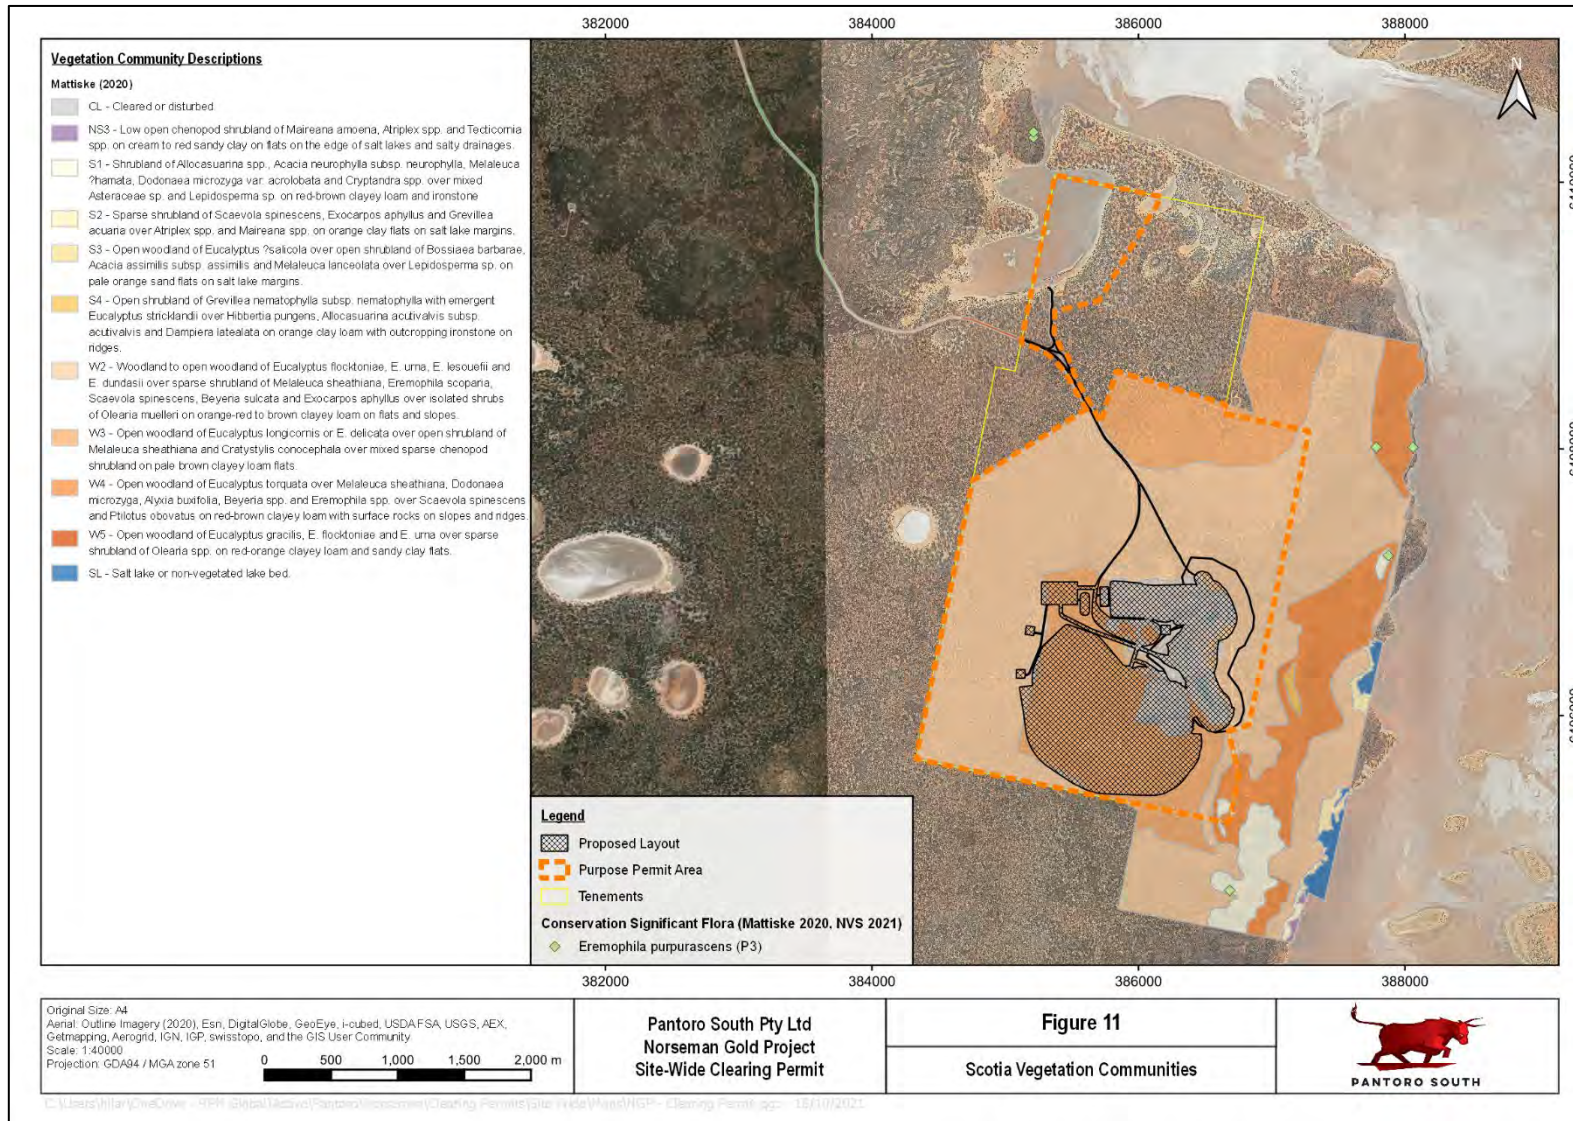 382000
384000
386000
388000
Vegetation Community Descriptions
Mattiske (2020)
CL - Cleared or disturbed
NS3 - Low open chenopod shrubland of Maireana amoena, Atriplex spp. and Tecticornia
spp. on cream to red sandy clay on flats on the edge of salt lakes and salty drainages.
S1 - Shrubland of Allocasuarina spp., Acacia neurophylla subsp. neurophylla, Melaleuca
?hamata, Dodonaea microzyga var. acrolobata and Cryptandra spp. over mixed
Asteraceae sp. and Lepidosperma sp. on red-brown clayey loam and ironstone
S2 - Sparse shrubland of Scaevola spinescens, Exocarpos aphyllus and Grevillea
acuaria over Atriplex spp. and Maireana spp. on orange clay flats on salt lake margins.
S3 - Open woodland of Eucalyptus ?salicola over open shrubland of Bossiaea barbarae,
Acacia assimilis subsp. assimilis and Melaleuca lanceolata over Lepidosperma sp. on
pale orange sand flats on salt lake margins.
S4 - Open shrubland of Grevillea nematophylla subsp. nematophylla with emergent
Eucalyptus stricklandii over Hibbertia pungens, Allocasuarina acutivalvis subsp.
acutivalvis and Dampiera latealata on orange clay loam with outcropping ironstone on
ridges.
W2 - Woodland to open woodland of Eucalyptus flocktoniae, E. urna, E. lesouefii and
E. dundasii over sparse shrubland of Melaleuca sheathiana, Eremophila scoparia,
Scaevola spinescens, Beyeria sulcata and Exocarpos aphyllus over isolated shrubs
of Olearia muelleri on orange-red to brown clayey loam on flats and slopes.
W3 - Open woodland of Eucalyptus longicornis or E. delicata over open shrubland of
Melaleuca sheathiana and Cratystylis conocephala over mixed sparse chenopod
shrubland on pale brown clayey loam flats.
W4 - Open woodland of Eucalyptus torquata over Melaleuca sheathiana, Dodonaea
microzyga, Alyxia buxifolia, Beyeria spp. and Eremophila spp. over Scaevola spinescens
and Ptilotus obovatus on red-brown clayey loam with surface rocks on slopes and ridges.
W5 - Open woodland of Eucalyptus gracilis, E. flocktoniae and E. urna over sparse
shrubland of Olearia spp. on red-orange clayey loam and sandy clay flats.
SL - Salt lake or non-vegetated lake bed.
N
6110000
6108000
6106000
Legend
Proposed Layout
Purpose Permit Area
Tenements
Conservation Significant Flora (Mattiske 2020, NVS 2021)
Eremophila purpurascens (P3)
382000
384000
386000
388000
Original Size: A4
Aerial: Outline Imagery (2020), Esri, DigitalGlobe, GeoEye, i-cubed, USDA FSA, USGS, AEX,
Getmapping, Aerogrid, IGN, IGP, swisstopo, and the GIS User Community
Scale: 1:40000
Projection: GDA94 / MGA zone 51
0 500 1,000 1,500 2,000 m
Pantoro South Pty Ltd
Norseman Gold Project
Site-Wide Clearing Permit
Figure 11
Scotia Vegetation Communities
PANTORO SOUTH